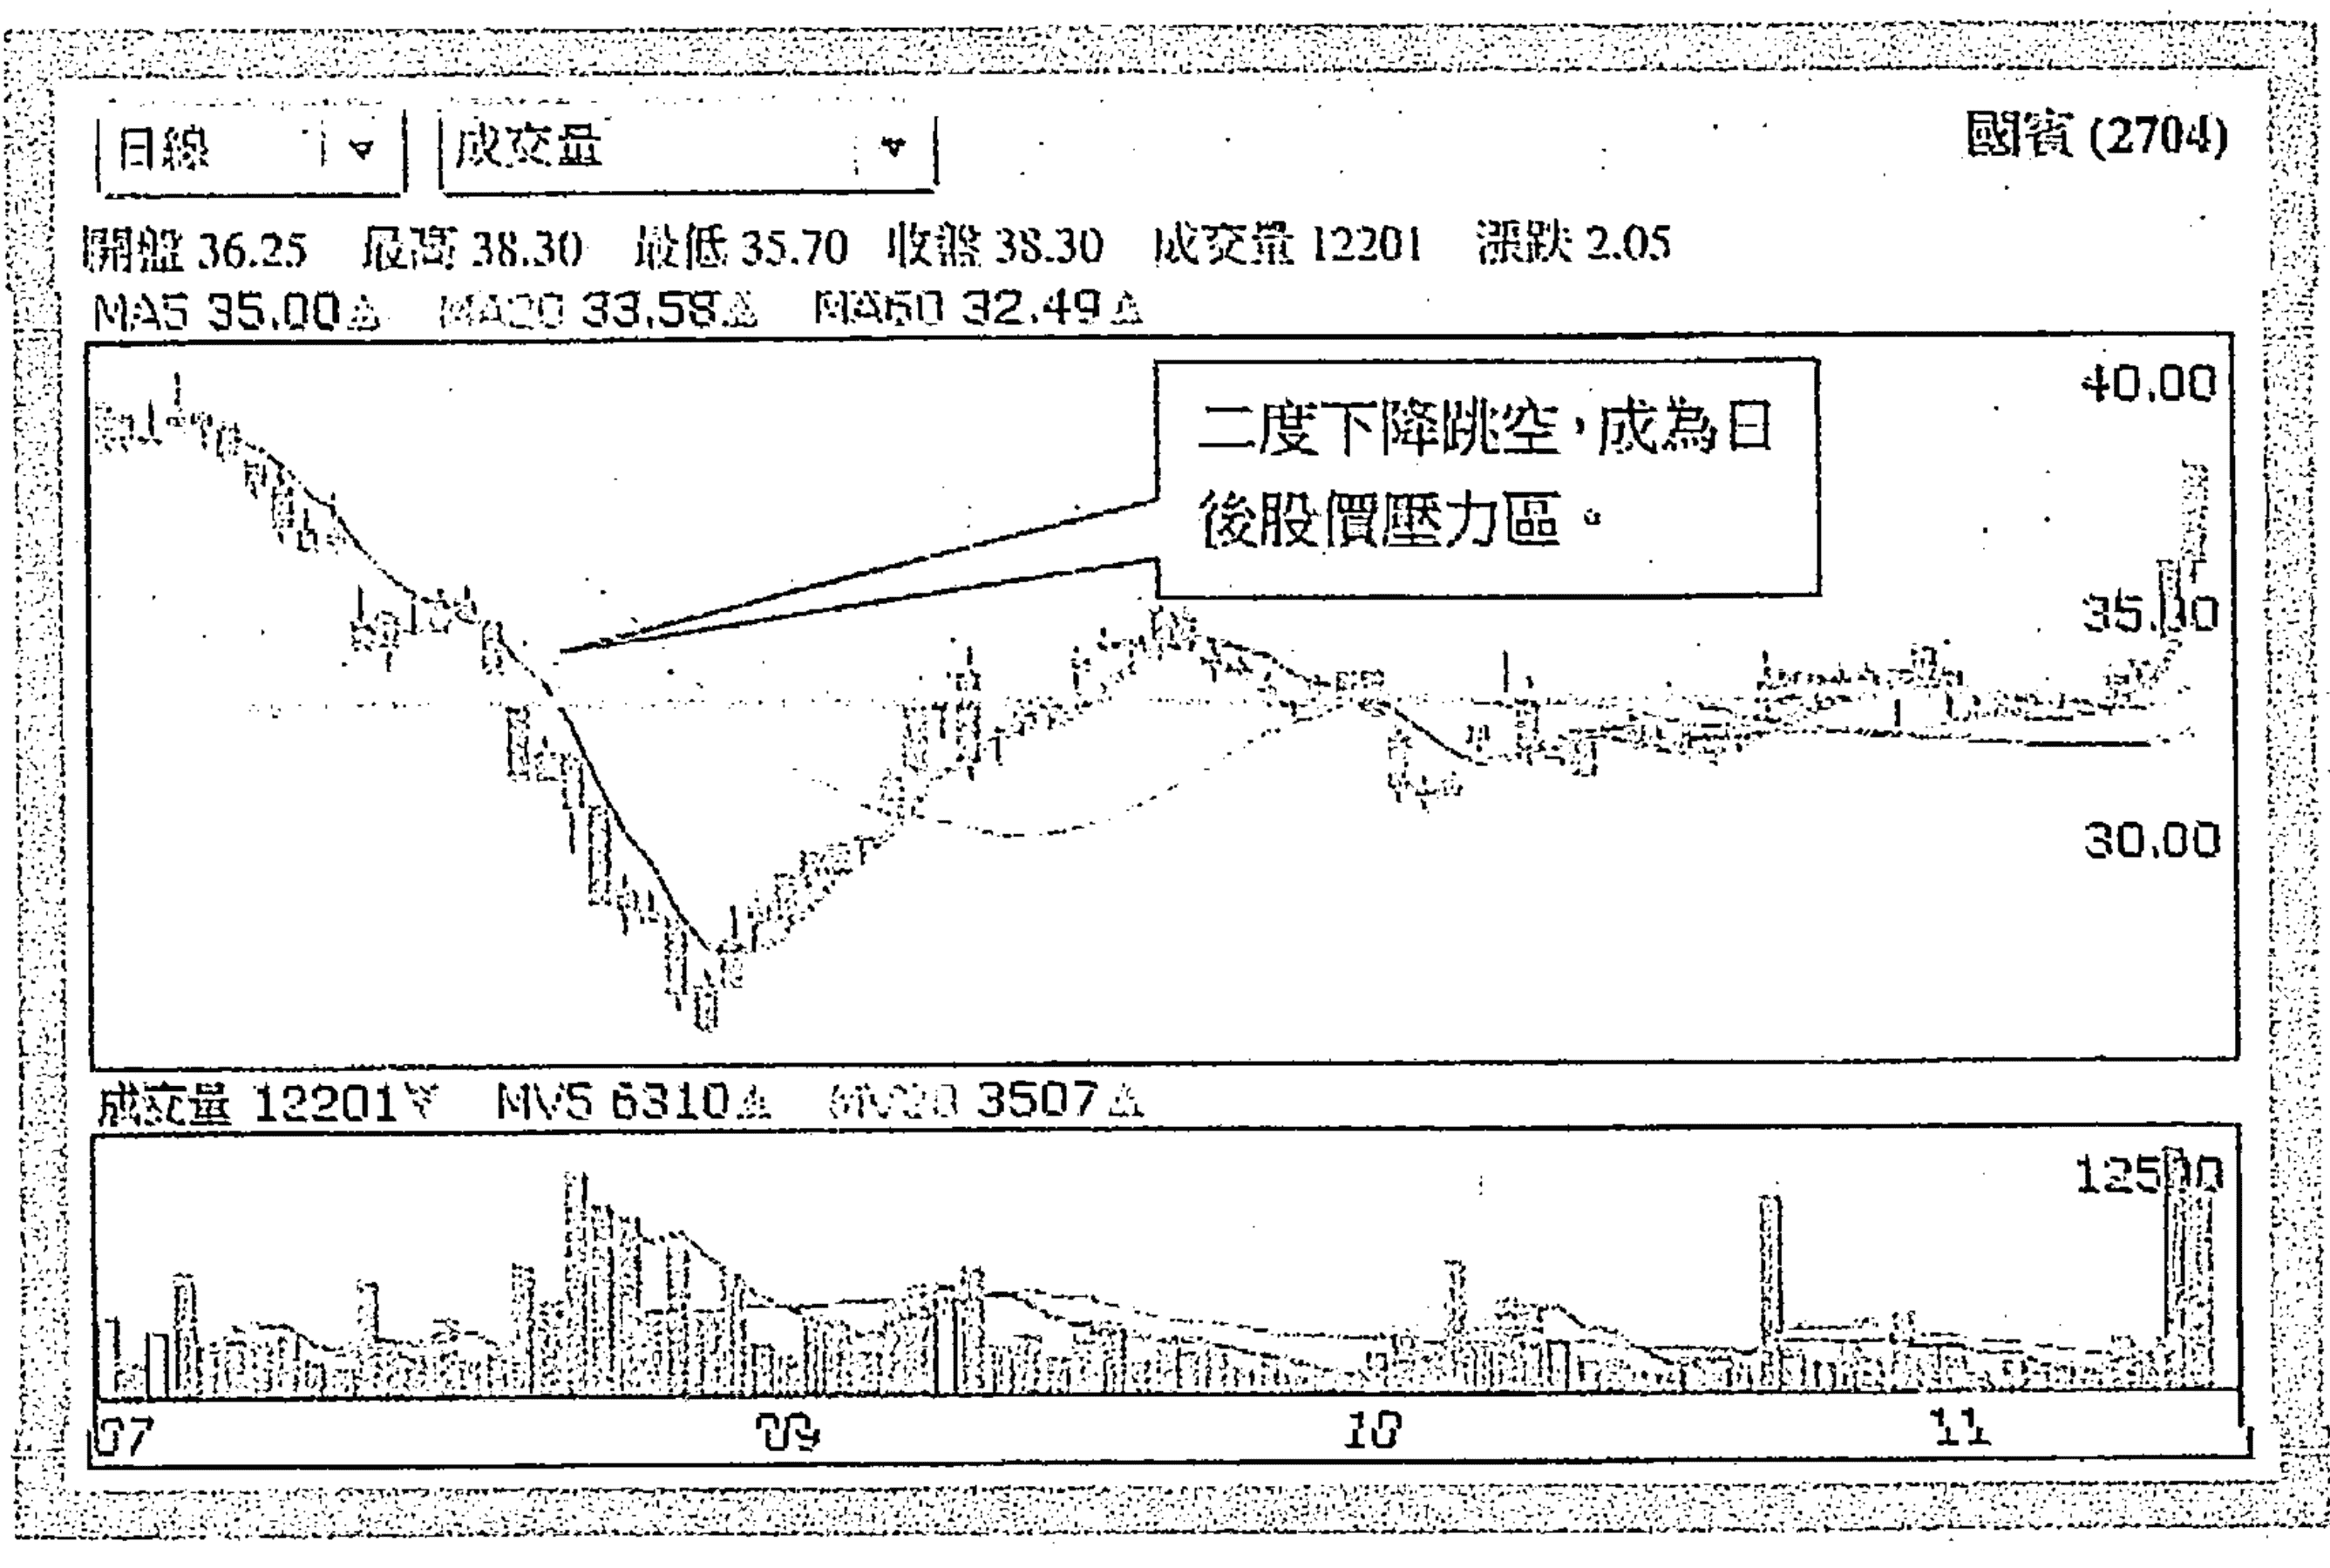 日線 成交量 國賓 (2704)
開盤 36.25 最高 38.30 最低 35.70 收盤 38.30 成交量 12201 漲跌 2.05
MA5 35.00△ MA20 33.58△ MA60 32.49△
40.00
二度下降跳空，成為日
後股價壓力區。
35.00
30.00
成交量 12201▽ MV5 6310△ MV20 3507△
12500
07 09 10 11